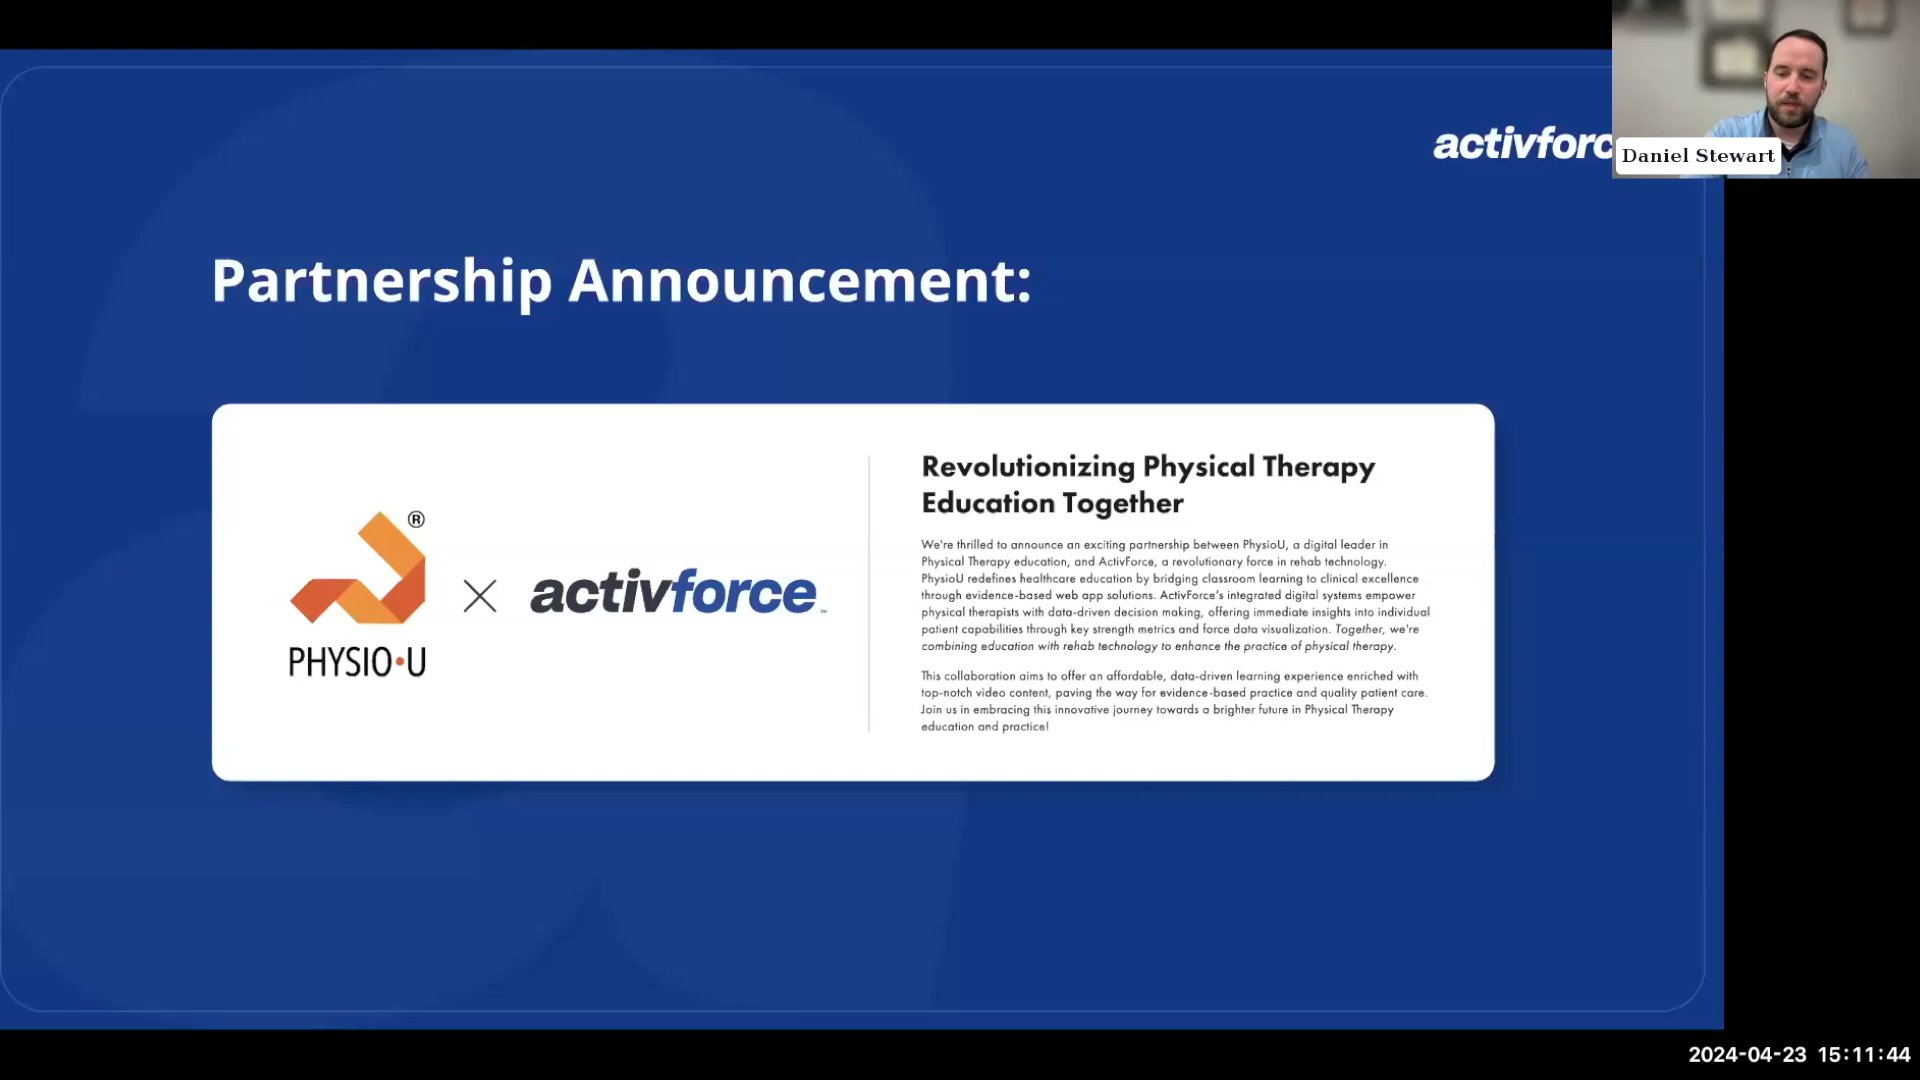 activforc
Daniel Stewart
Partnership Announcement:
®
PHYSIO•U
activforce™
Revolutionizing Physical Therapy
Education Together
We're thrilled to announce an exciting partnership between PhysioU, a digital leader in
Physical Therapy education, and ActivForce, a revolutionary force in rehab technology.
PhysioU redefines healthcare education by bridging classroom learning to clinical excellence
through evidence-based web app solutions. ActivForce's integrated digital systems empower
physical therapists with data-driven decision making, offering immediate insights into individual
patient capabilities through key strength metrics and force data visualization. Together, we're
combining education with rehab technology to enhance the practice of physical therapy.
This collaboration aims to offer an affordable, data-driven learning experience enriched with
top-notch video content, paving the way for evidence-based practice and quality patient care.
Join us in embracing this innovative journey towards a brighter future in Physical Therapy
education and practice!
2024-04-23 15:11:44